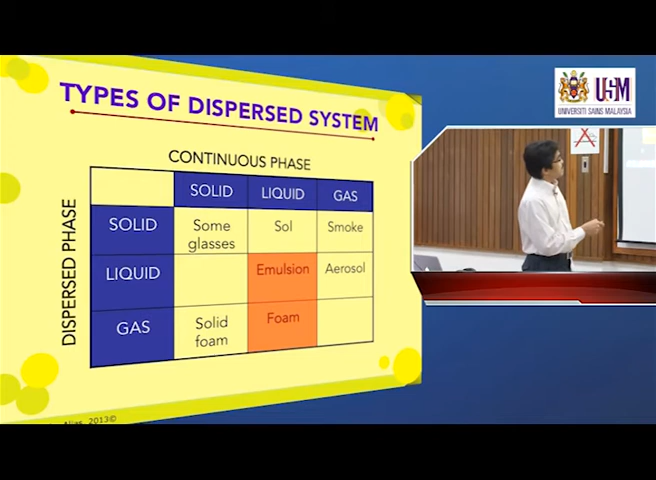 TYPES OF DISPERSED SYSTEM
CONTINUOUS PHASE
SOLID LIQUID GAS
DISPERSED PHASE
SOLID Some glasses Sol Smoke
LIQUID Emulsion Aerosol
GAS Solid foam Foam
2013©
USM
UNIVERSITI SAINS MALAYSIA